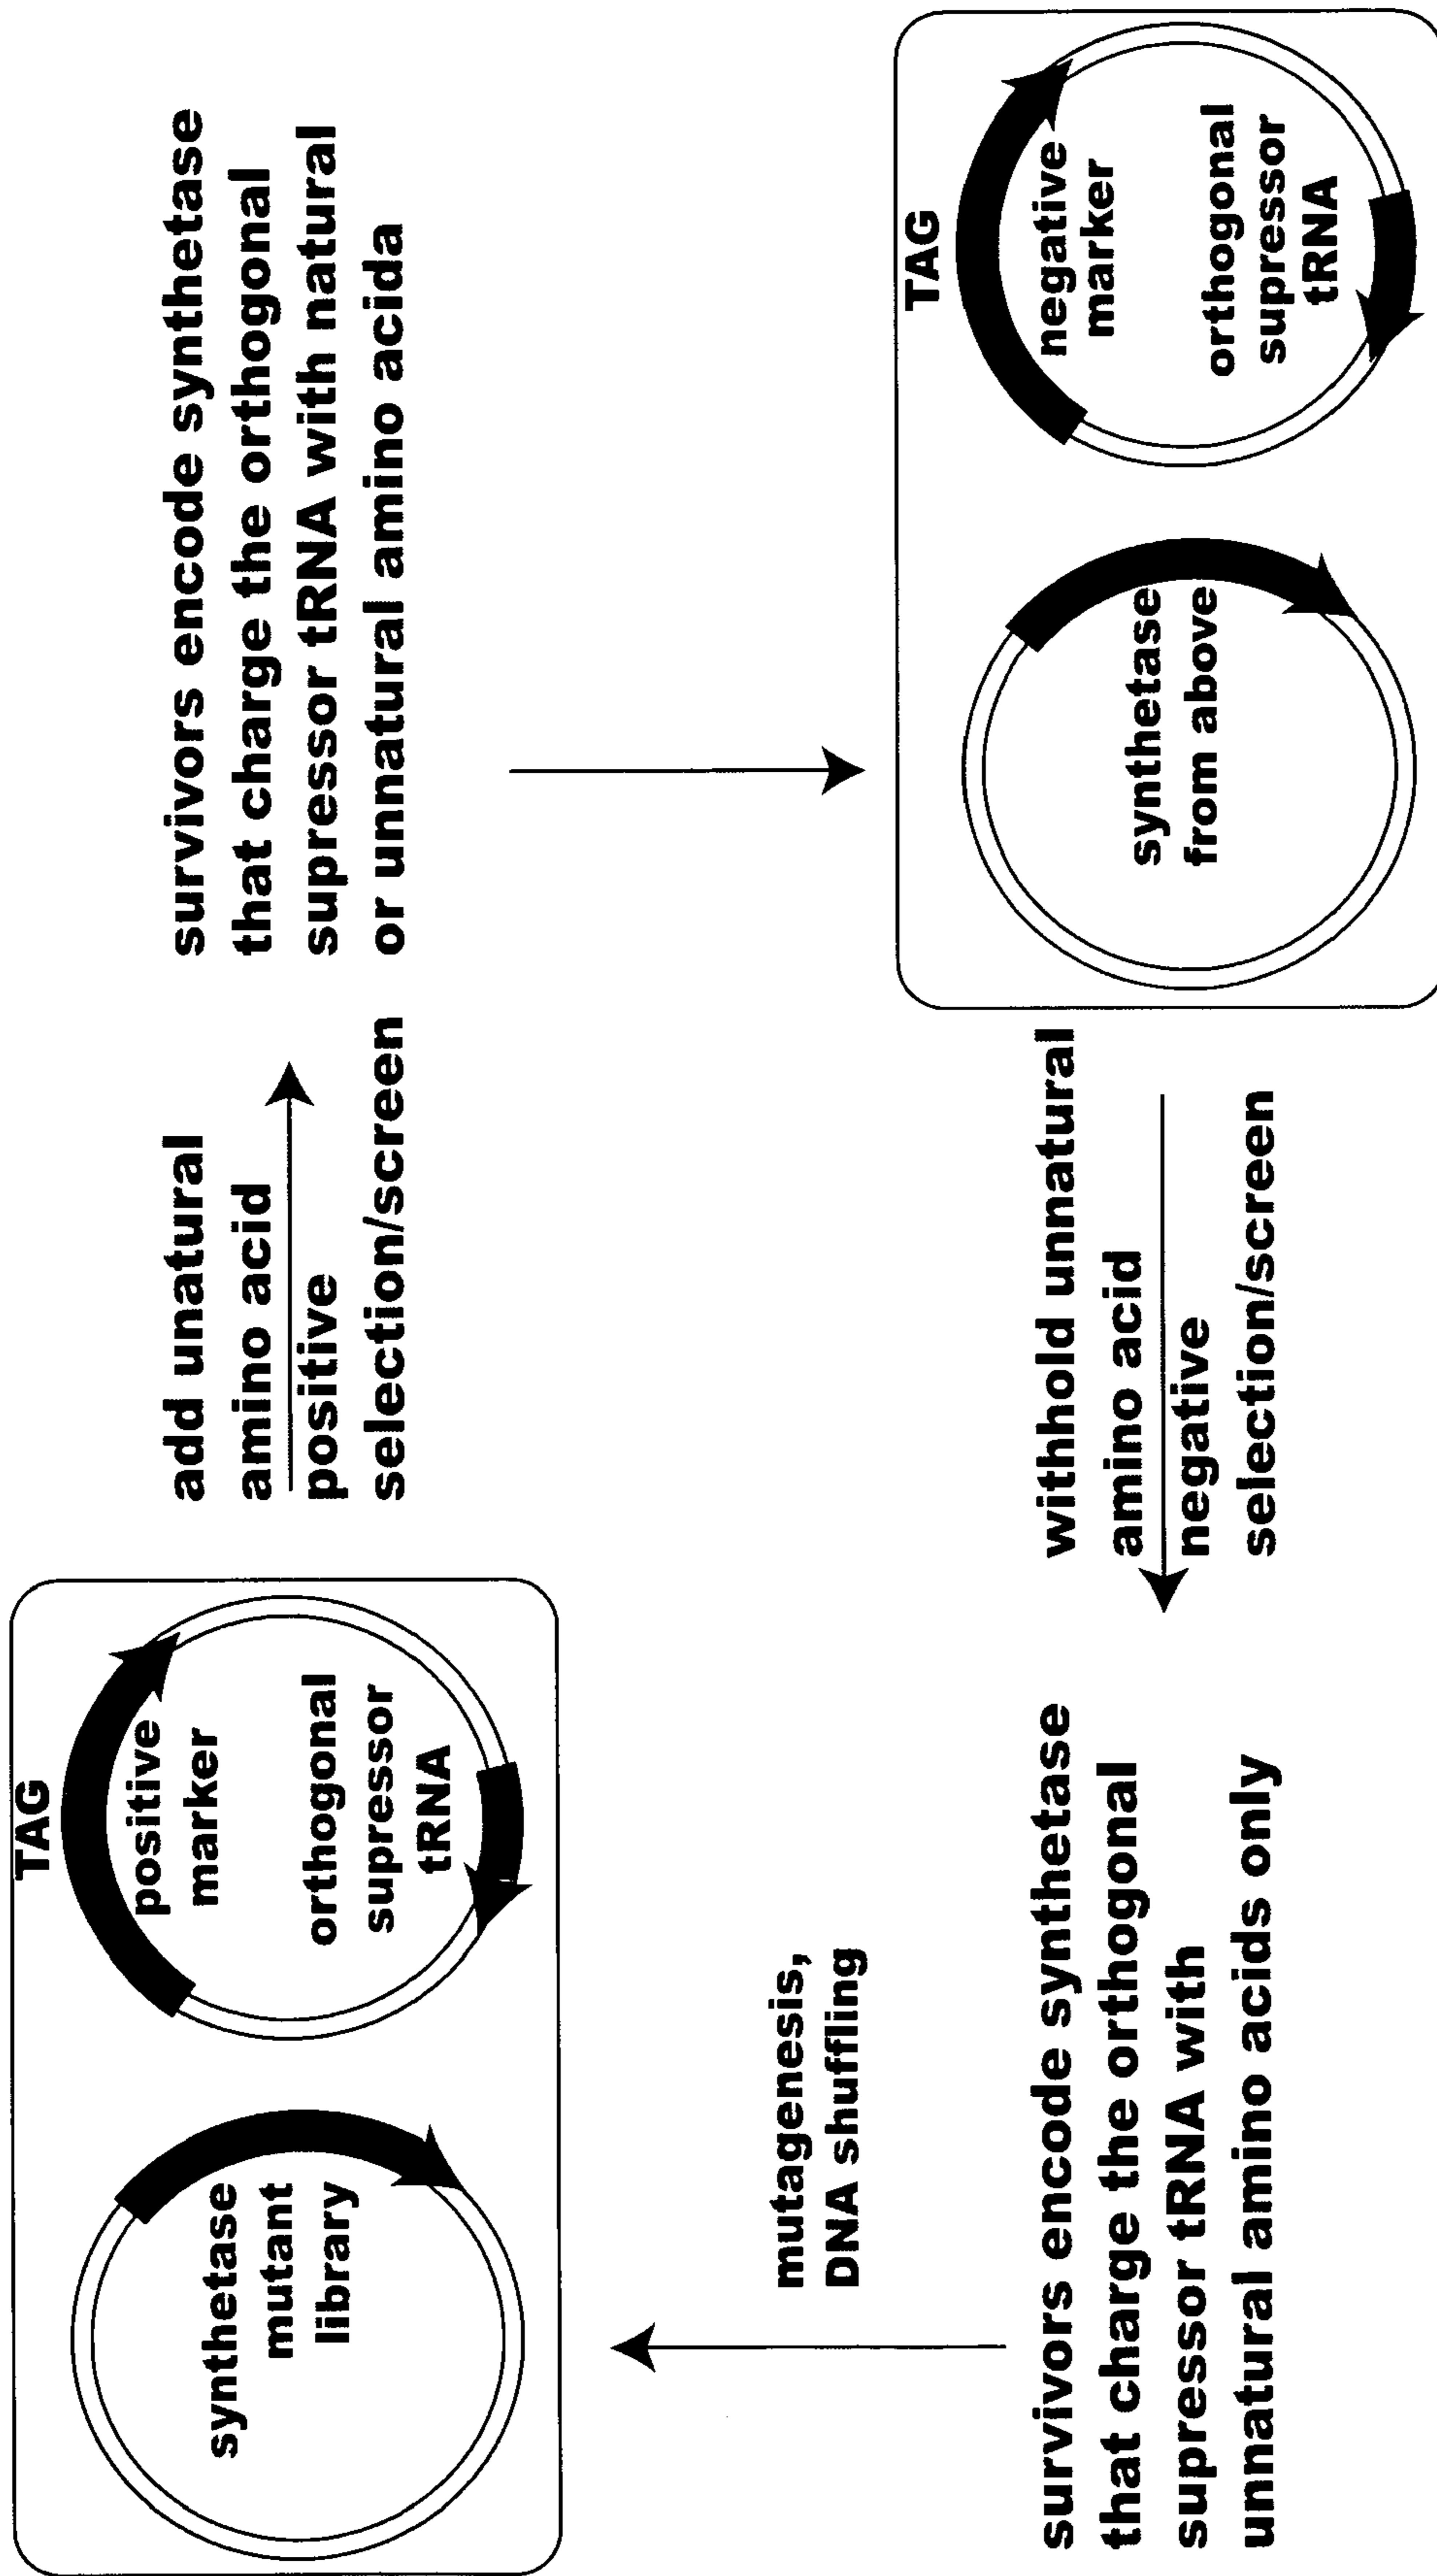 TAG
synthetase
mutant
library
positive
marker
orthogonal
supressor
tRNA
add unatural
amino acid
positive
selection/screen
survivors encode synthetase
that charge the orthogonal
supressor tRNA with natural
or unnatural amino acida
TAG
synthetase
from above
negative
marker
orthogonal
supressor
tRNA
withhold unnatural
amino acid
negative
selection/screen
survivors encode synthetase
that charge the orthogonal
supressor tRNA with
unnatural amino acids only
mutagenesis,
DNA shuffling